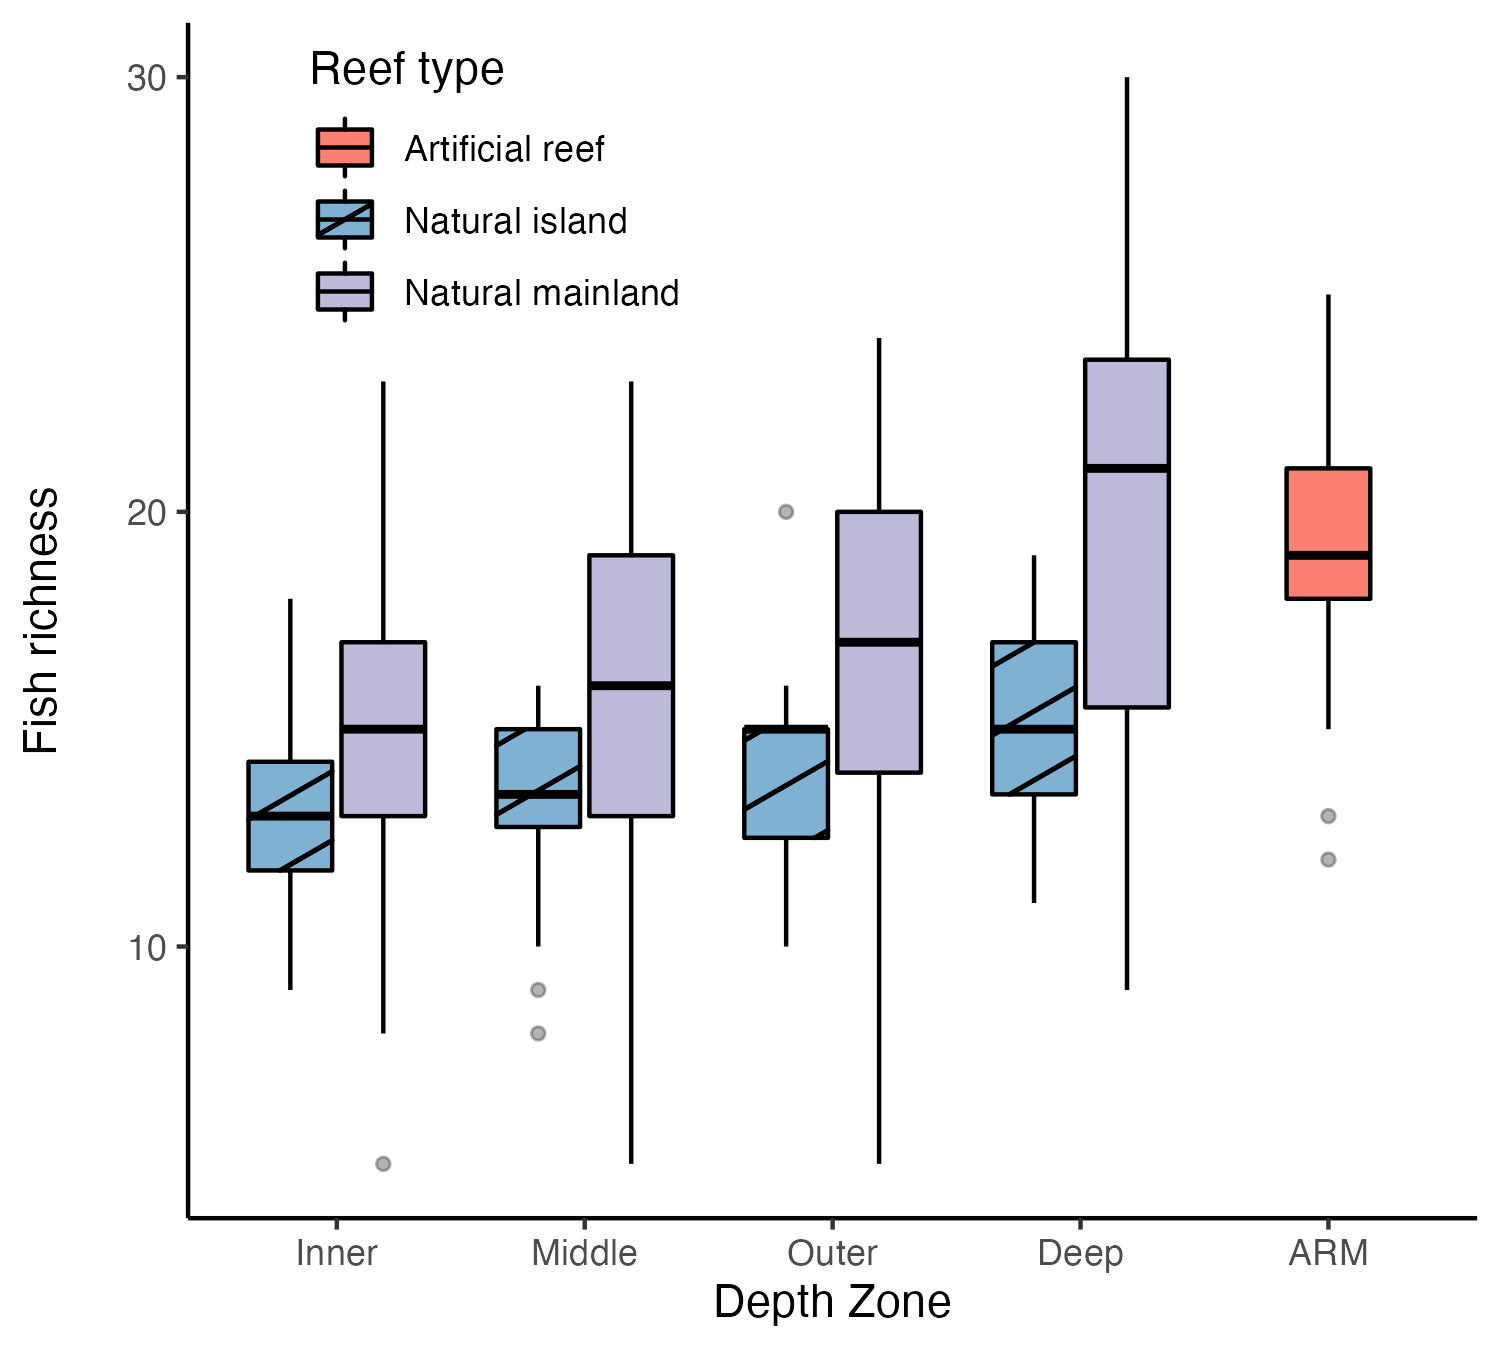 Reef type
Artificial reef
Natural island
Natural mainland
30
20
10
Fish richness
Inner Middle Outer Deep ARM
Depth Zone